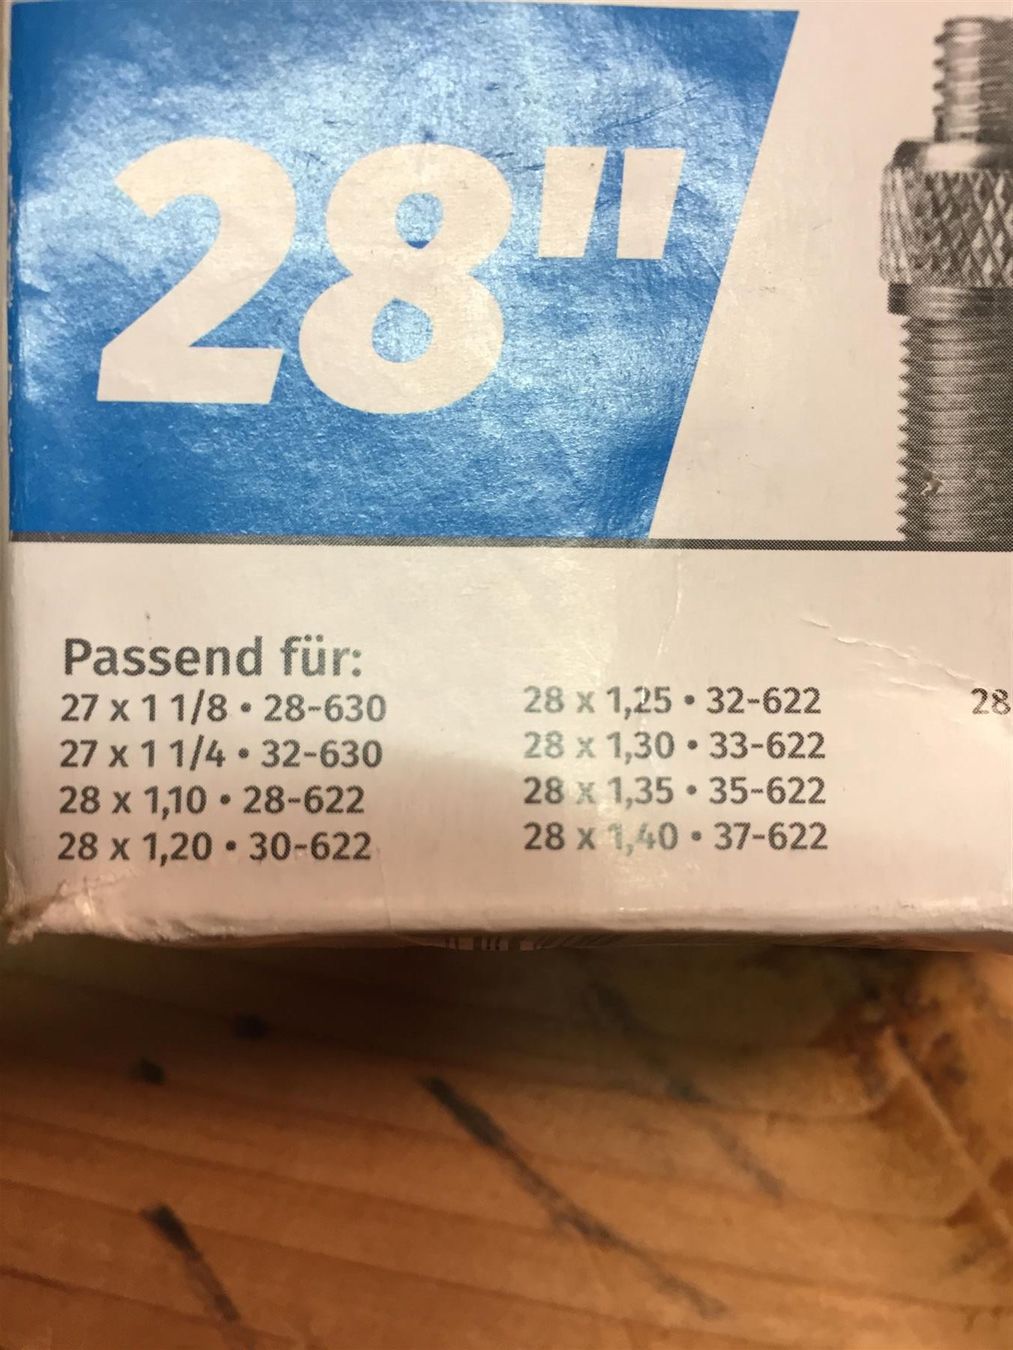 28"
Passend für:
27 x 1 1/8 • 28-630
27 x 1 1/4 • 32-630
28 x 1,10 • 28-622
28 x 1,20 • 30-622
28 x 1,25 • 32-622
28 x 1,30 • 33-622
28 x 1,35 • 35-622
28 x 1,40 • 37-622
28